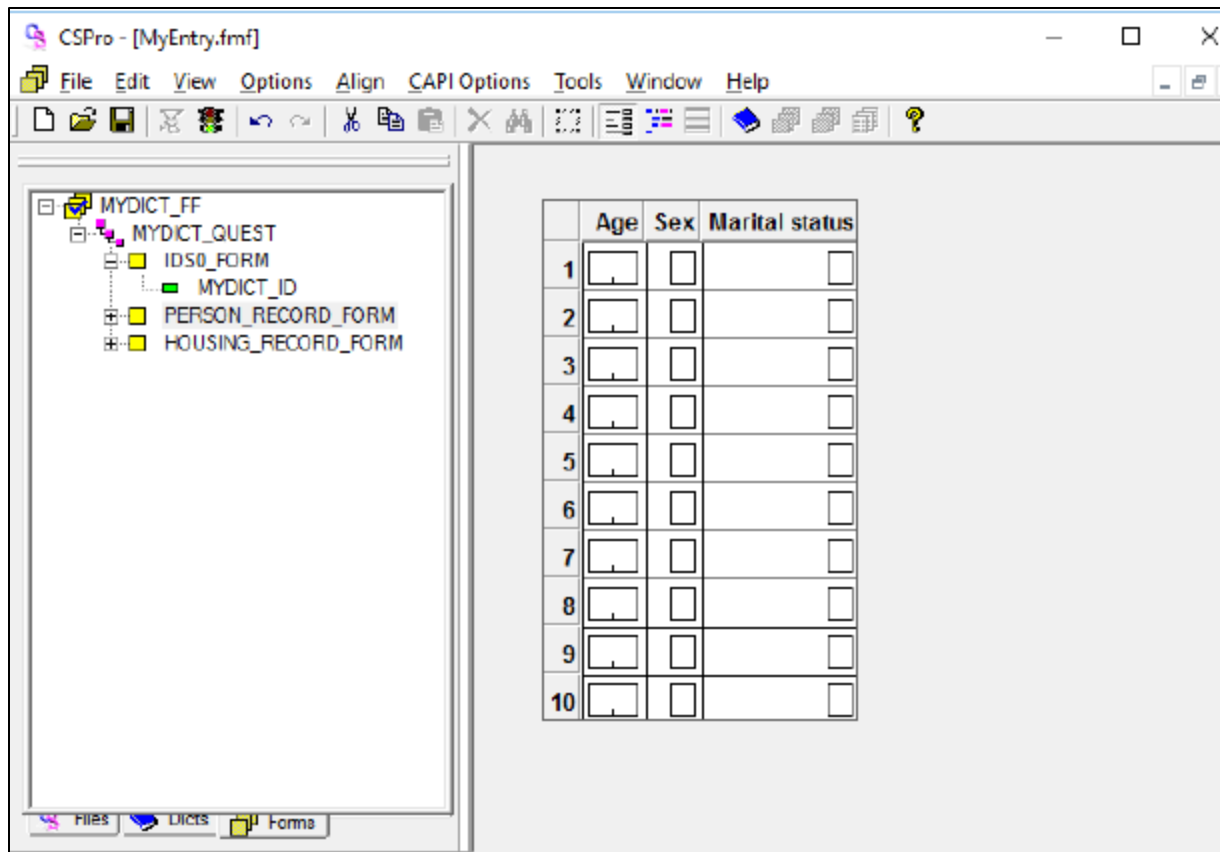 CSPro - [MyEntry.fmf]
File Edit View Options Align CAPI Options Tools Window Help
MYDICT_FF
MYDICT_QUEST
IDS0_FORM
MYDICT_ID
PERSON_RECORD_FORM
HOUSING_RECORD_FORM
Files Dicts Forms
Age Sex Marital status
1
2
3
4
5
6
7
8
9
10